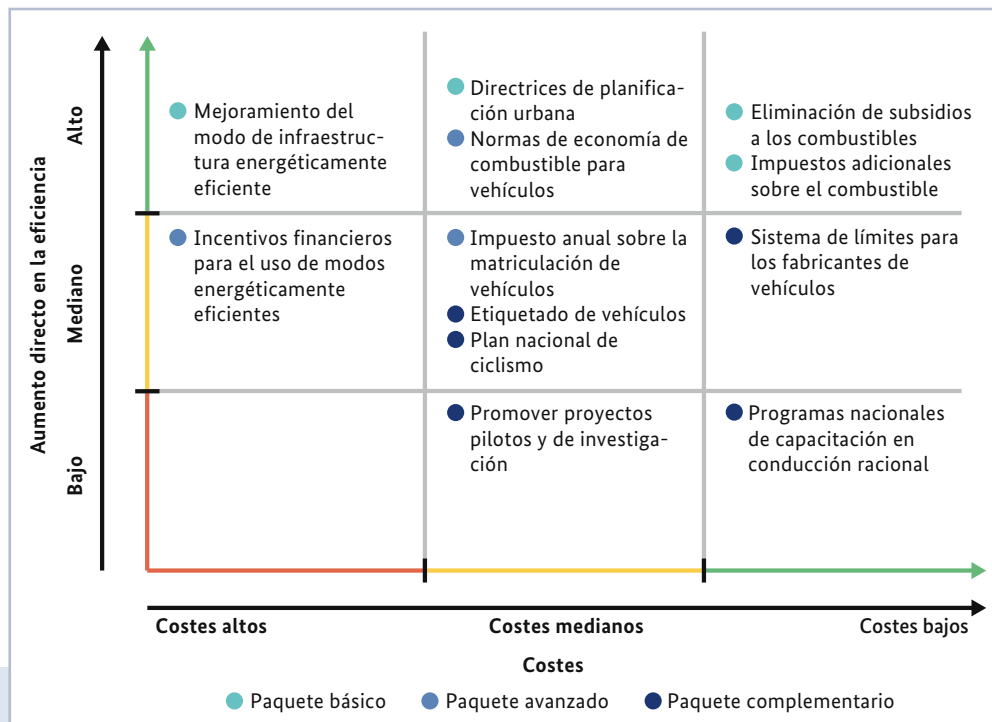 Aumento directo en la eficiencia
Alto
Mediano
Bajo
Mejoramiento del
modo de infraestruc-
tura energéticamente
eficiente
Directrices de planifica-
ción urbana
Normas de economía de
combustible para
vehículos
Eliminación de subsidios
a los combustibles
Impuestos adicionales
sobre el combustible
Incentivos financieros
para el uso de modos
energéticamente
eficientes
Impuesto anual sobre la
matriculación de
vehículos
Etiquetado de vehículos
Plan nacional de
ciclismo
Sistema de límites para
los fabricantes de
vehículos
Promover proyectos
pilotos y de investiga-
ción
Programas nacionales
de capacitación en
conducción racional
Costes altos
Costes medianos
Costes bajos
Costes
Paquete básico
Paquete avanzado
Paquete complementario